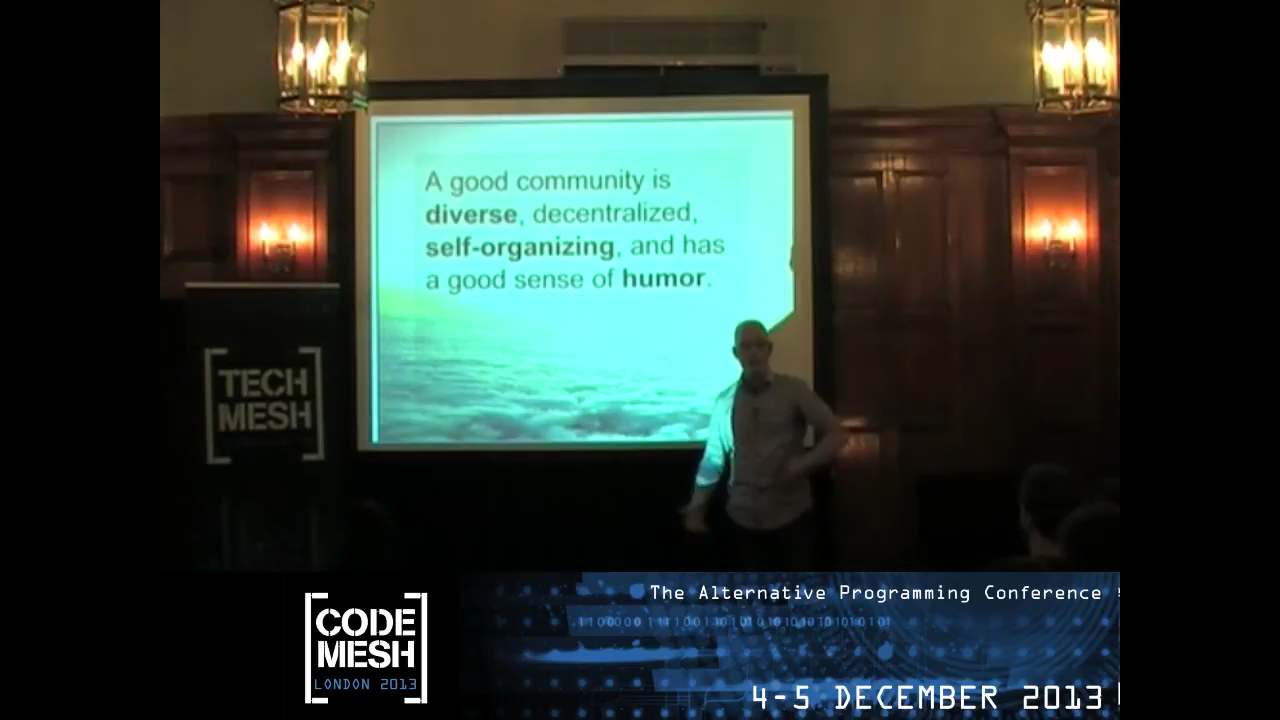 A good community is
diverse, decentralized,
self-organizing, and has
a good sense of humor.
TECH
MESH
CODE
MESH
LONDON 2013
The Alternative Programming Conference
4-5 DECEMBER 2013